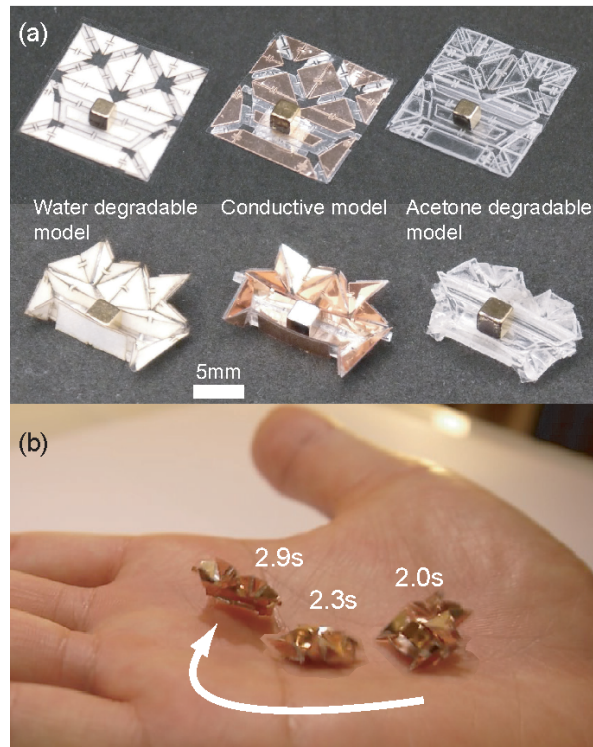 (a)
Water degradable
model
Conductive model
Acetone degradable
model
5mm
(b)
2.9s
2.3s
2.0s